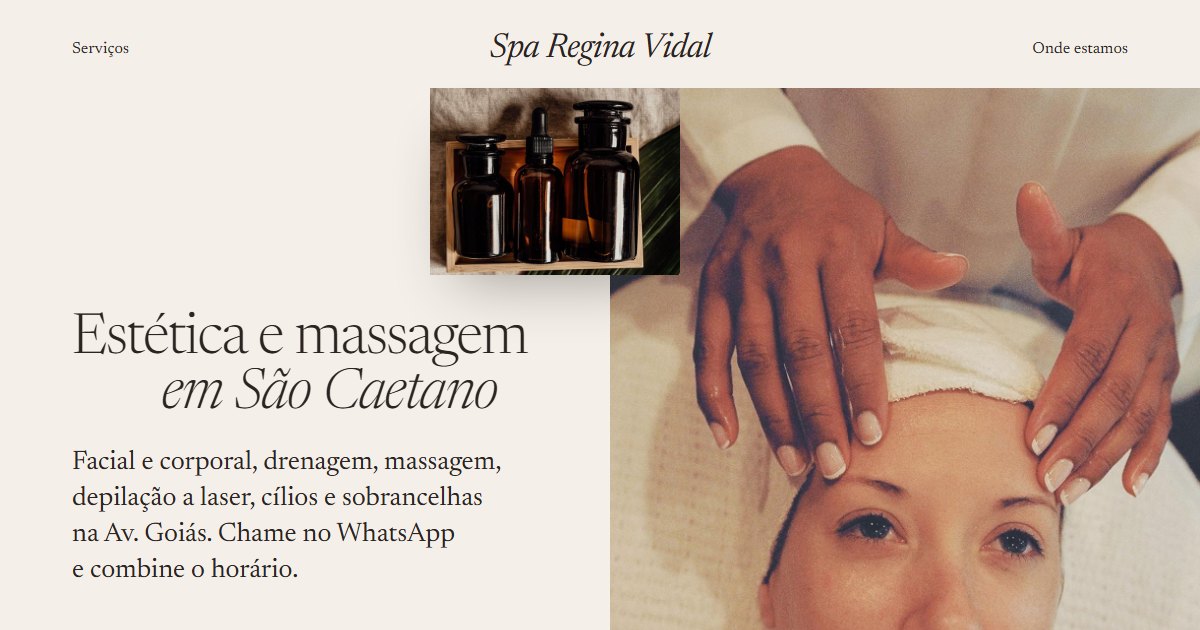 Serviços
Spa Regina Vidal
Onde estamos
Estética e massagem
em São Caetano
Facial e corporal, drenagem, massagem,
depilação a laser, cílios e sobrancelhas
na Av. Goiás. Chame no WhatsApp
e combine o horário.